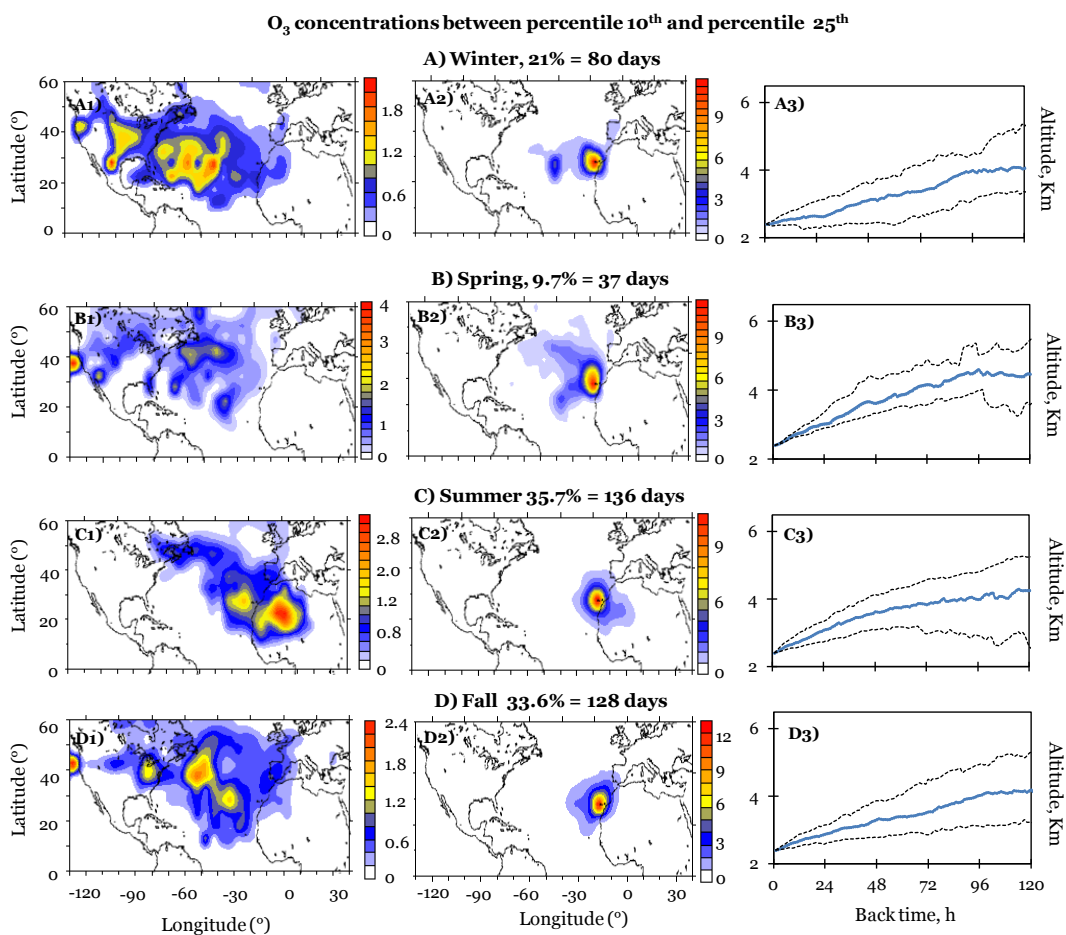 O₃ concentrations between percentile 10ᵗʰ and percentile 25ᵗʰ
A) Winter, 21% = 80 days
60
40
20
0
Latitude (°)
A1)
1.8
1.2
0.6
0
A2)
9
6
3
0
A3)
6
4
2
Altitude, Km
B) Spring, 9.7% = 37 days
60
40
20
0
Latitude (°)
B1)
4
3
2
1
0
B2)
9
6
3
0
B3)
6
4
2
Altitude, Km
C) Summer 35.7% = 136 days
60
40
20
0
Latitude (°)
C1)
2.8
2.0
0.8
0
C2)
9
6
3
0
C3)
6
4
2
Altitude, Km
D) Fall 33.6% = 128 days
60
40
20
0
Latitude (°)
D1)
2.4
1.8
1.2
0.6
0
D2)
12
9
6
3
0
D3)
6
4
2
Altitude, Km
-120 -90 -60 -30 0 30
Longitude (°)
-120 -90 -60 -30 0 30
Longitude (°)
0 24 48 72 96 120
Back time, h